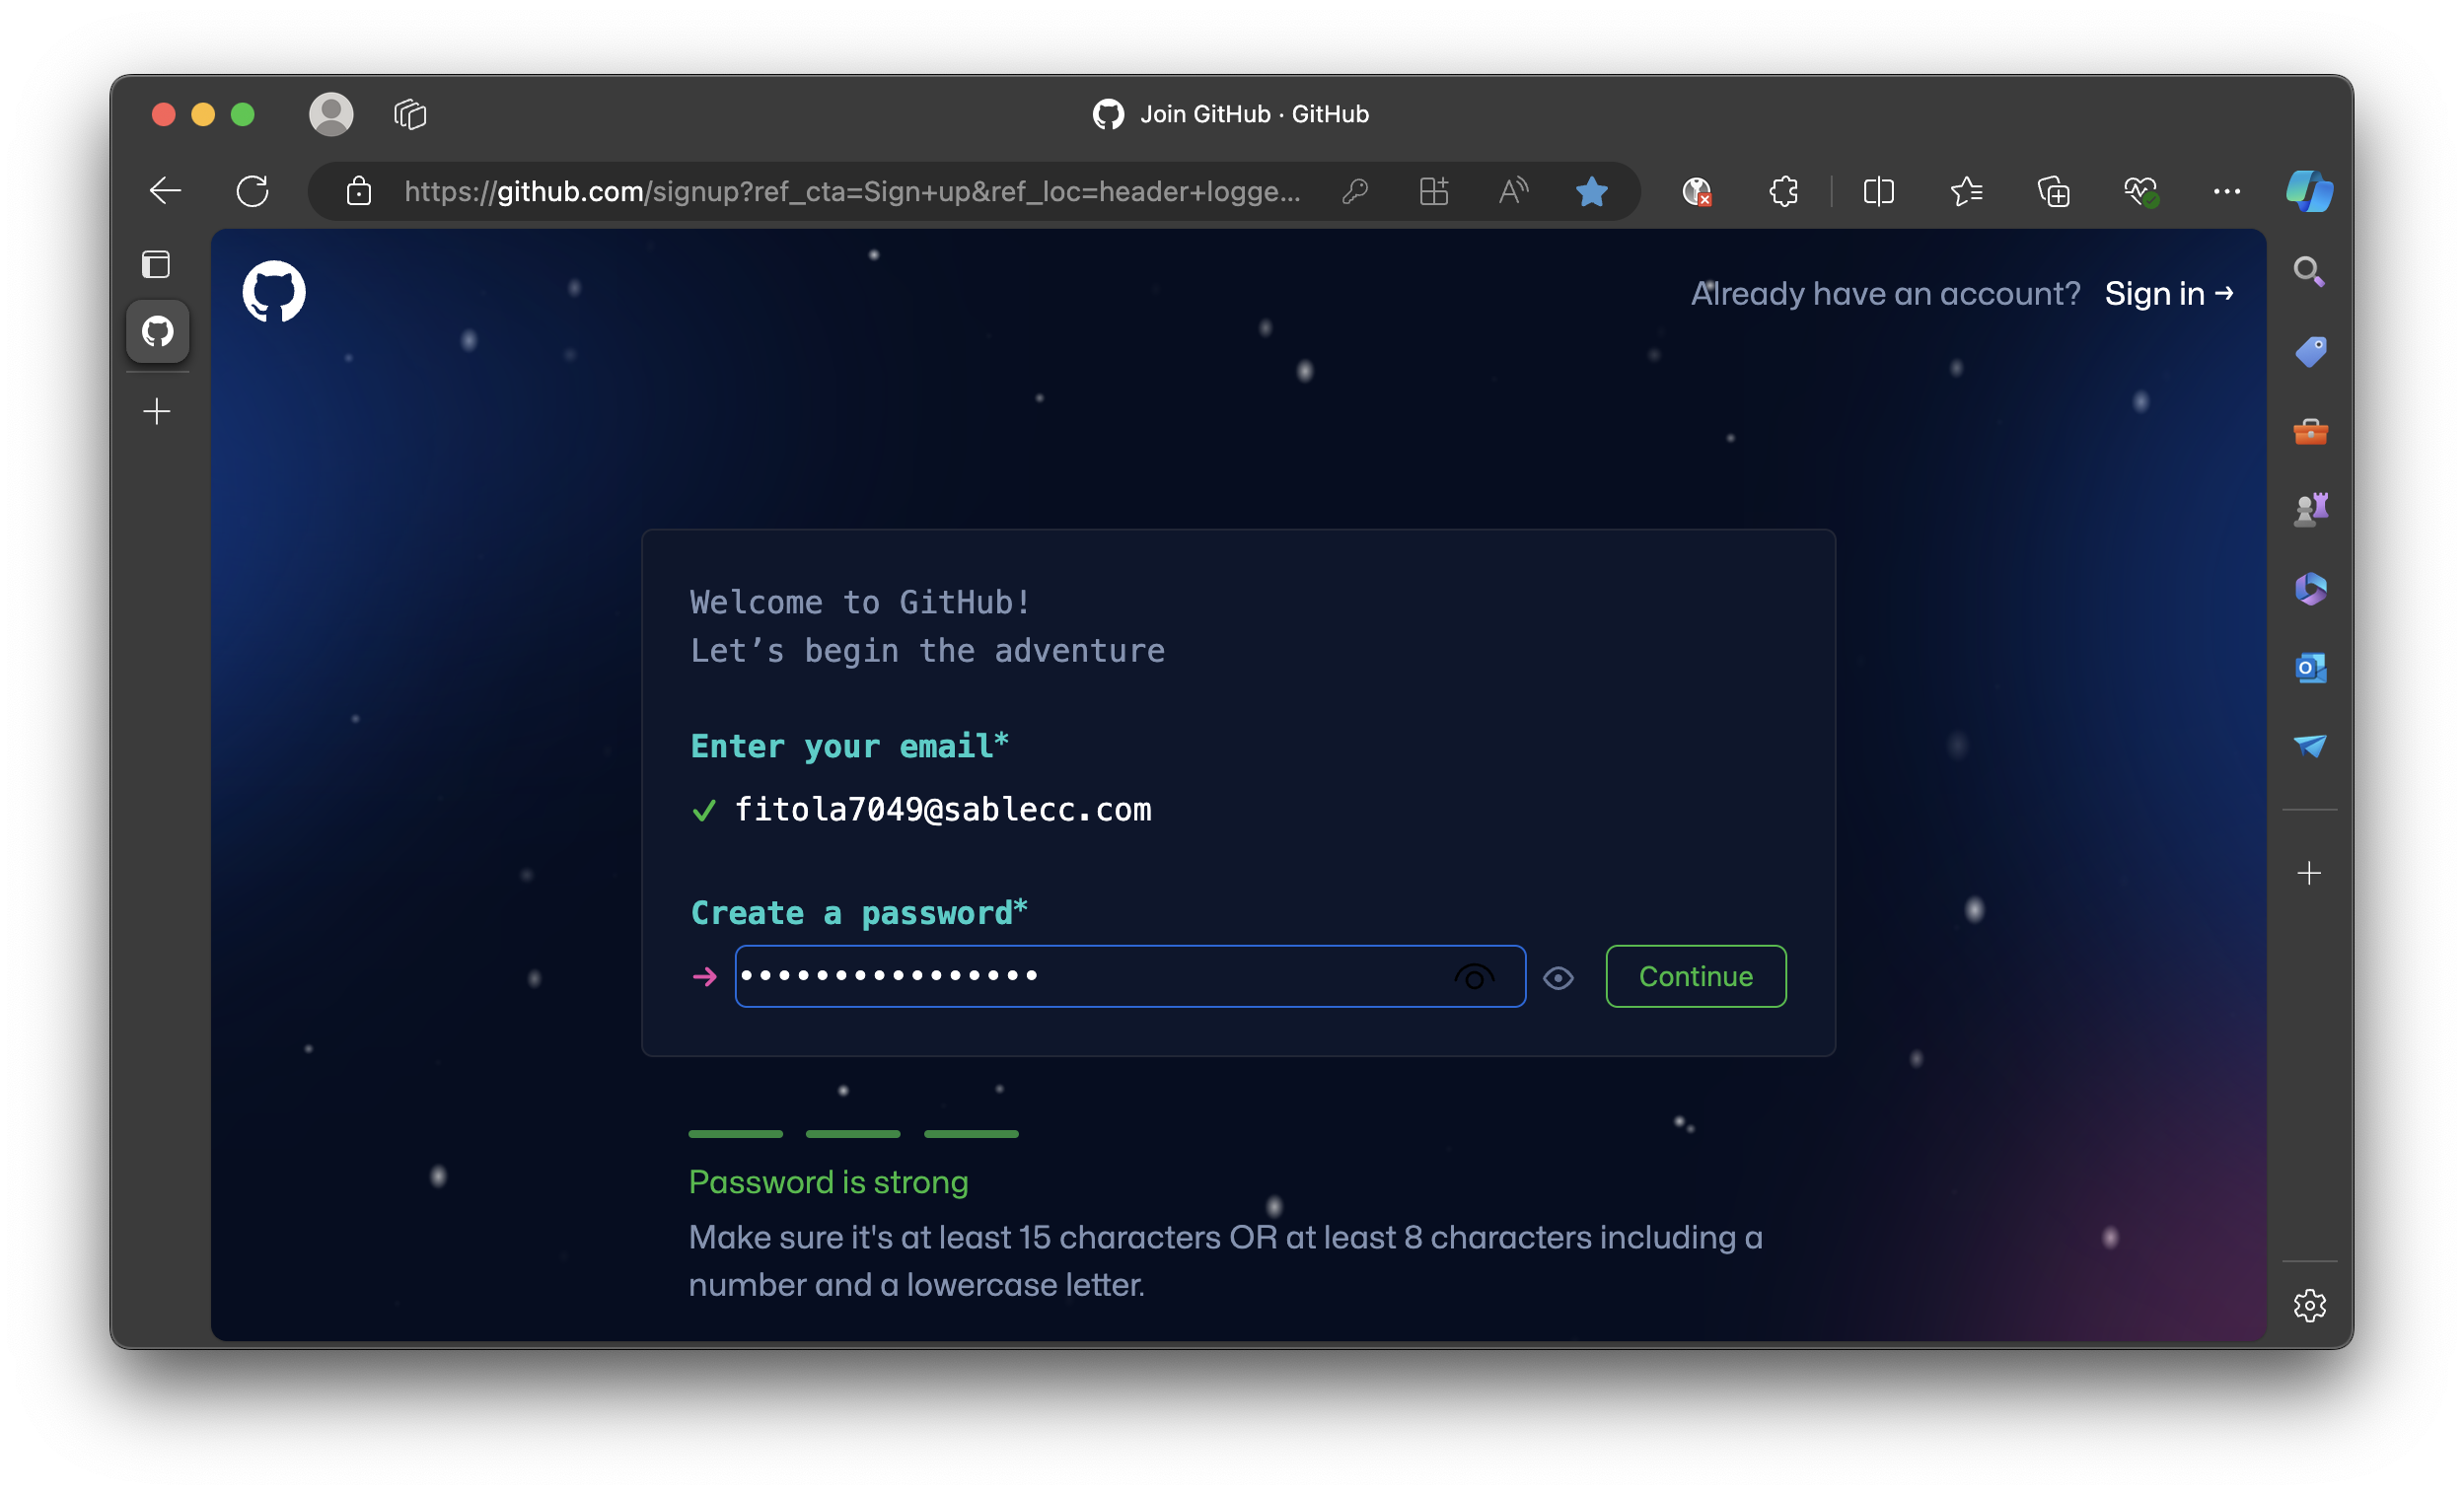 Join GitHub · GitHub
https://github.com/signup?ref_cta=Sign+up&ref_loc=header+logge...
Already have an account? Sign in →
Welcome to GitHub!
Let’s begin the adventure
Enter your email*
✓ fitola7049@sablecc.com
Create a password*
→ •••••••••••••••• Continue
Password is strong
Make sure it's at least 15 characters OR at least 8 characters including a
number and a lowercase letter.